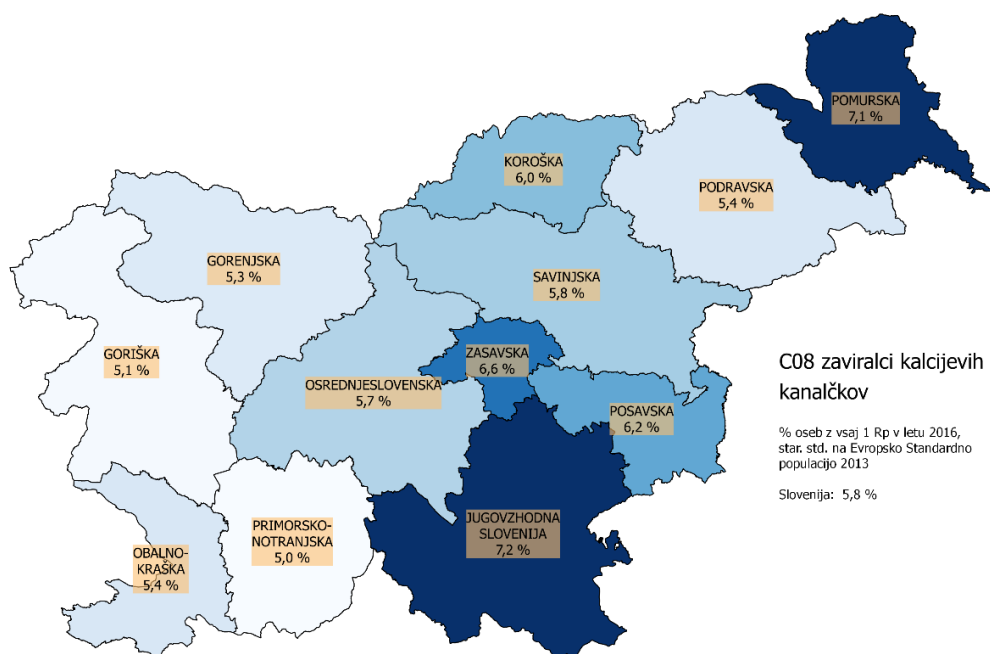 POMURSKA
7,1 %
KOROŠKA
6,0 %
PODRAVSKA
5,4 %
GORENJSKA
5,3 %
SAVINJSKA
5,8 %
GORIŠKA
5,1 %
ZASAVSKA
6,6 %
OSREDNJESLOVENSKA
5,7 %
POSAVSKA
6,2 %
JUGOVZHODNA
SLOVENIJA
7,2 %
PRIMORSKO-
NOTRANJSKA
5,0 %
OBALNO-
KRAŠKA
5,4 %
C08 zaviralci kalcijevih
kanalčkov
% oseb z vsaj 1 Rp v letu 2016,
star. std. na Evropsko Standardno
populacijo 2013
Slovenija: 5,8 %